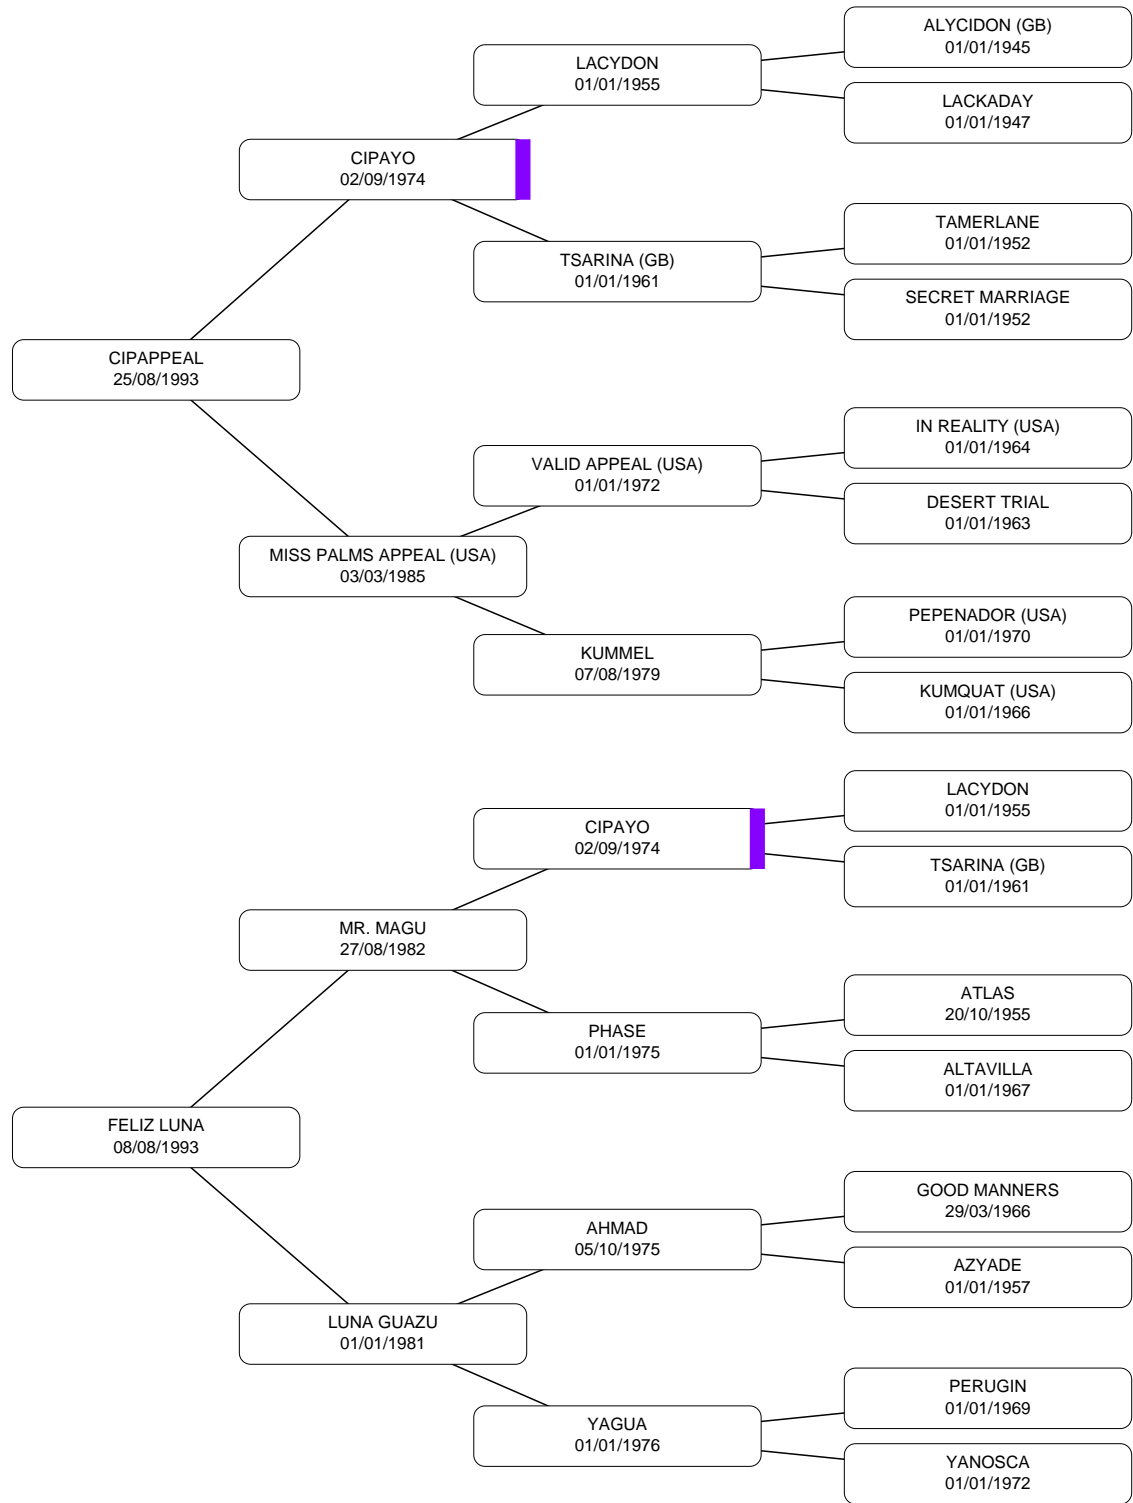 ALYCIDON (GB)
01/01/1945
LACYDON
01/01/1955
LACKADAY
01/01/1947
CIPAYO
02/09/1974
TAMERLANE
01/01/1952
TSARINA (GB)
01/01/1961
SECRET MARRIAGE
01/01/1952
CIPAPPEAL
25/08/1993
IN REALITY (USA)
01/01/1964
VALID APPEAL (USA)
01/01/1972
DESERT TRIAL
01/01/1963
MISS PALMS APPEAL (USA)
03/03/1985
PEPENADOR (USA)
01/01/1970
KUMMEL
07/08/1979
KUMQUAT (USA)
01/01/1966
LACYDON
01/01/1955
CIPAYO
02/09/1974
TSARINA (GB)
01/01/1961
MR. MAGU
27/08/1982
ATLAS
20/10/1955
PHASE
01/01/1975
ALTAVILLA
01/01/1967
FELIZ LUNA
08/08/1993
GOOD MANNERS
29/03/1966
AHMAD
05/10/1975
AZYADE
01/01/1957
LUNA GUAZU
01/01/1981
PERUGIN
01/01/1969
YAGUA
01/01/1976
YANOSCA
01/01/1972